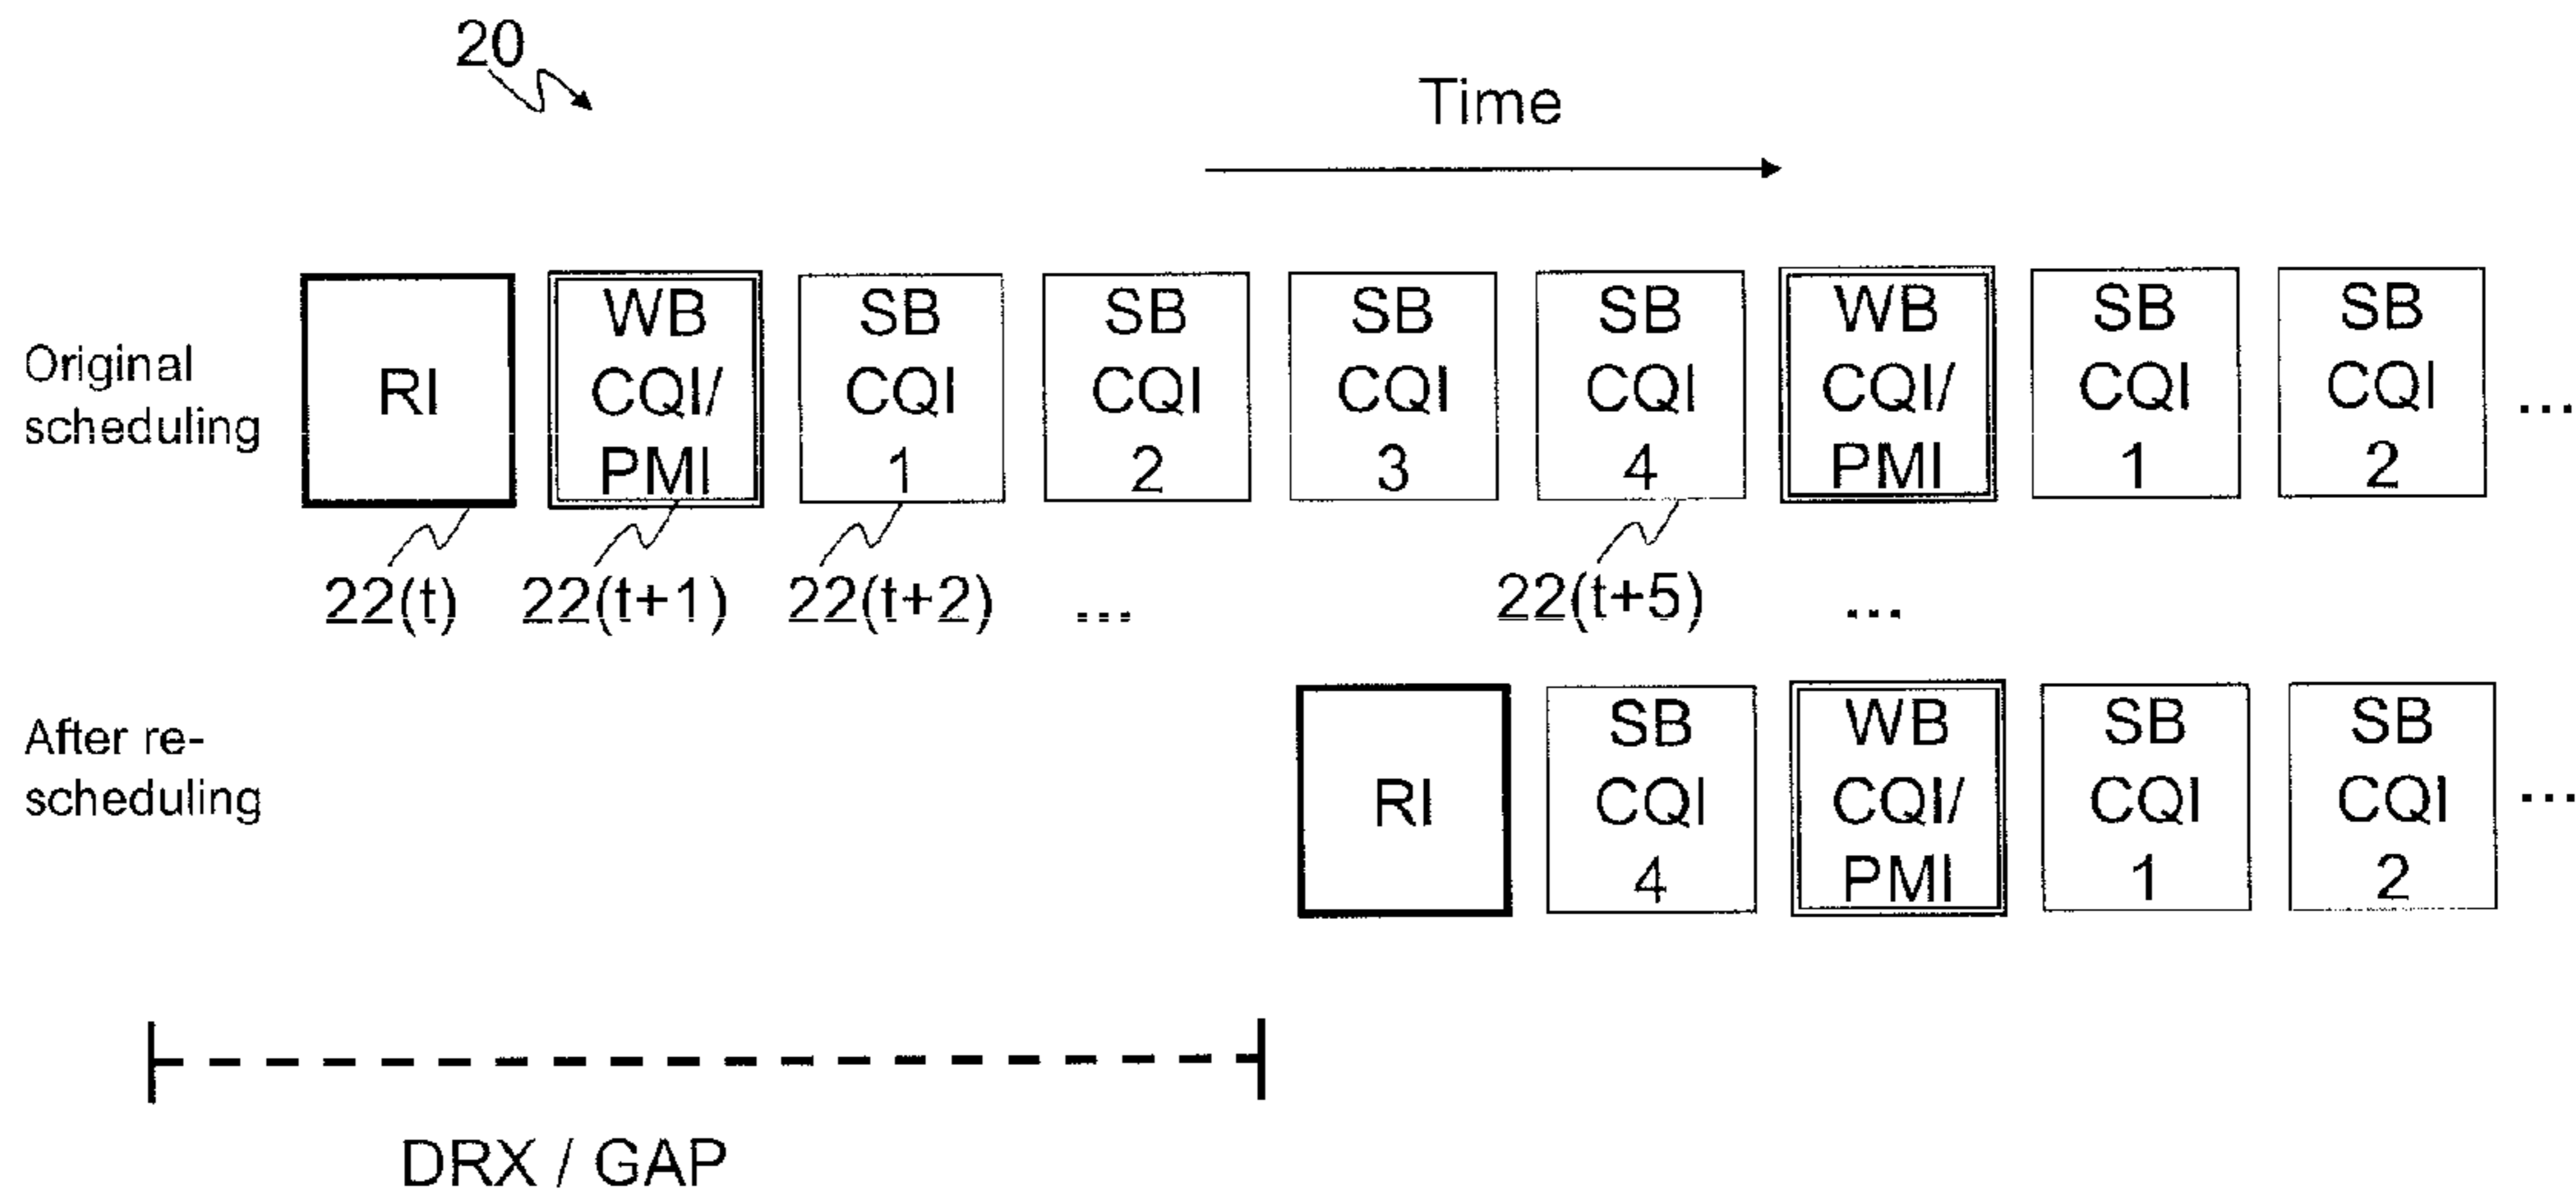 20
Time
Original
scheduling
RI
WB
CQI/
PMI
SB
CQI
1
SB
CQI
2
SB
CQI
3
SB
CQI
4
WB
CQI/
PMI
SB
CQI
1
SB
CQI
2
...
22(t)
22(t+1)
22(t+2)
...
22(t+5)
...
After re-
scheduling
RI
SB
CQI
4
WB
CQI/
PMI
SB
CQI
1
SB
CQI
2
...
DRX / GAP